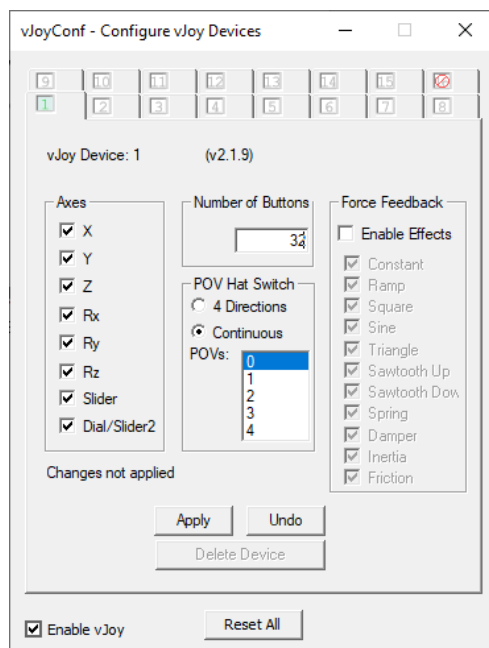 vJoyConf - Configure vJoy Devices
9 10 11 12 13 14 15
1 2 3 4 5 6 7 8
vJoy Device: 1 (v2.1.9)
Axes
X
Y
Z
Rx
Ry
Rz
Slider
Dial/Slider2
Number of Buttons
POV Hat Switch
4 Directions
Continuous
POVs:
0
1
2
3
4
Force Feedback
Enable Effects
Constant
Ramp
Square
Sine
Triangle
Sawtooth Up
Sawtooth Dow
Spring
Damper
Inertia
Friction
Changes not applied
Apply Undo
Delete Device
Enable vJoy Reset All